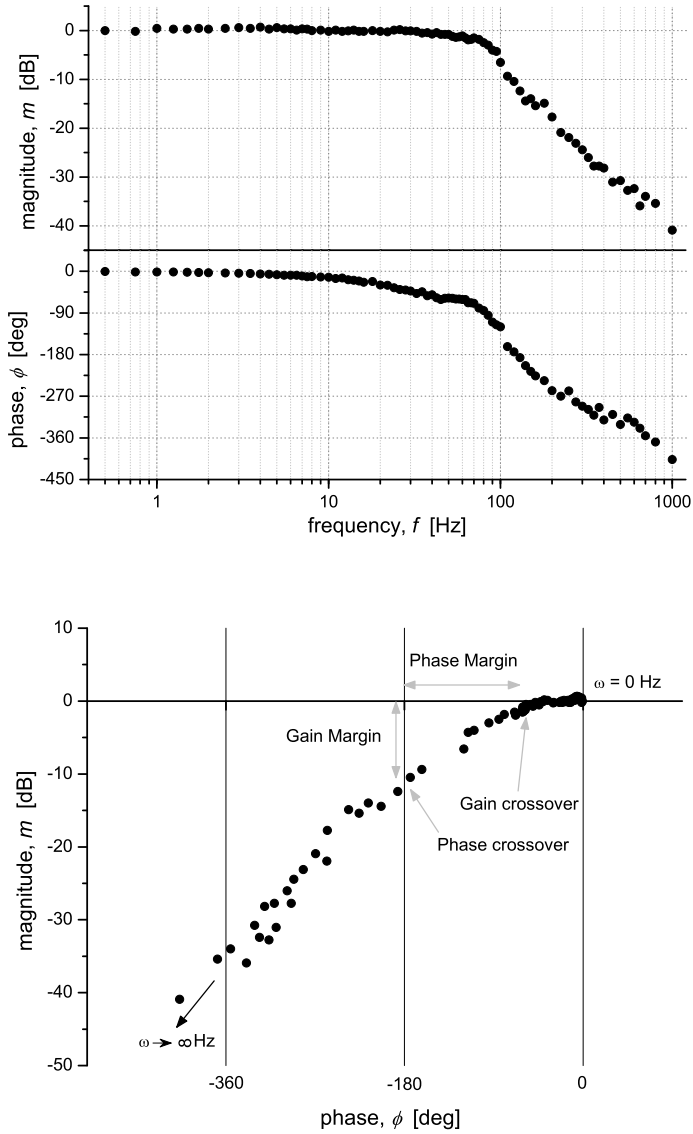 0
-10
-20
-30
-40
magnitude, m [dB]
0
-90
-180
-270
-360
-450
phase, ϕ [deg]
1
10
100
1000
frequency, f [Hz]
10
0
-10
-20
-30
-40
-50
magnitude, m [dB]
Phase Margin
ω = 0 Hz
Gain Margin
Gain crossover
Phase crossover
ω → ∞ Hz
-360
-180
0
phase, ϕ [deg]